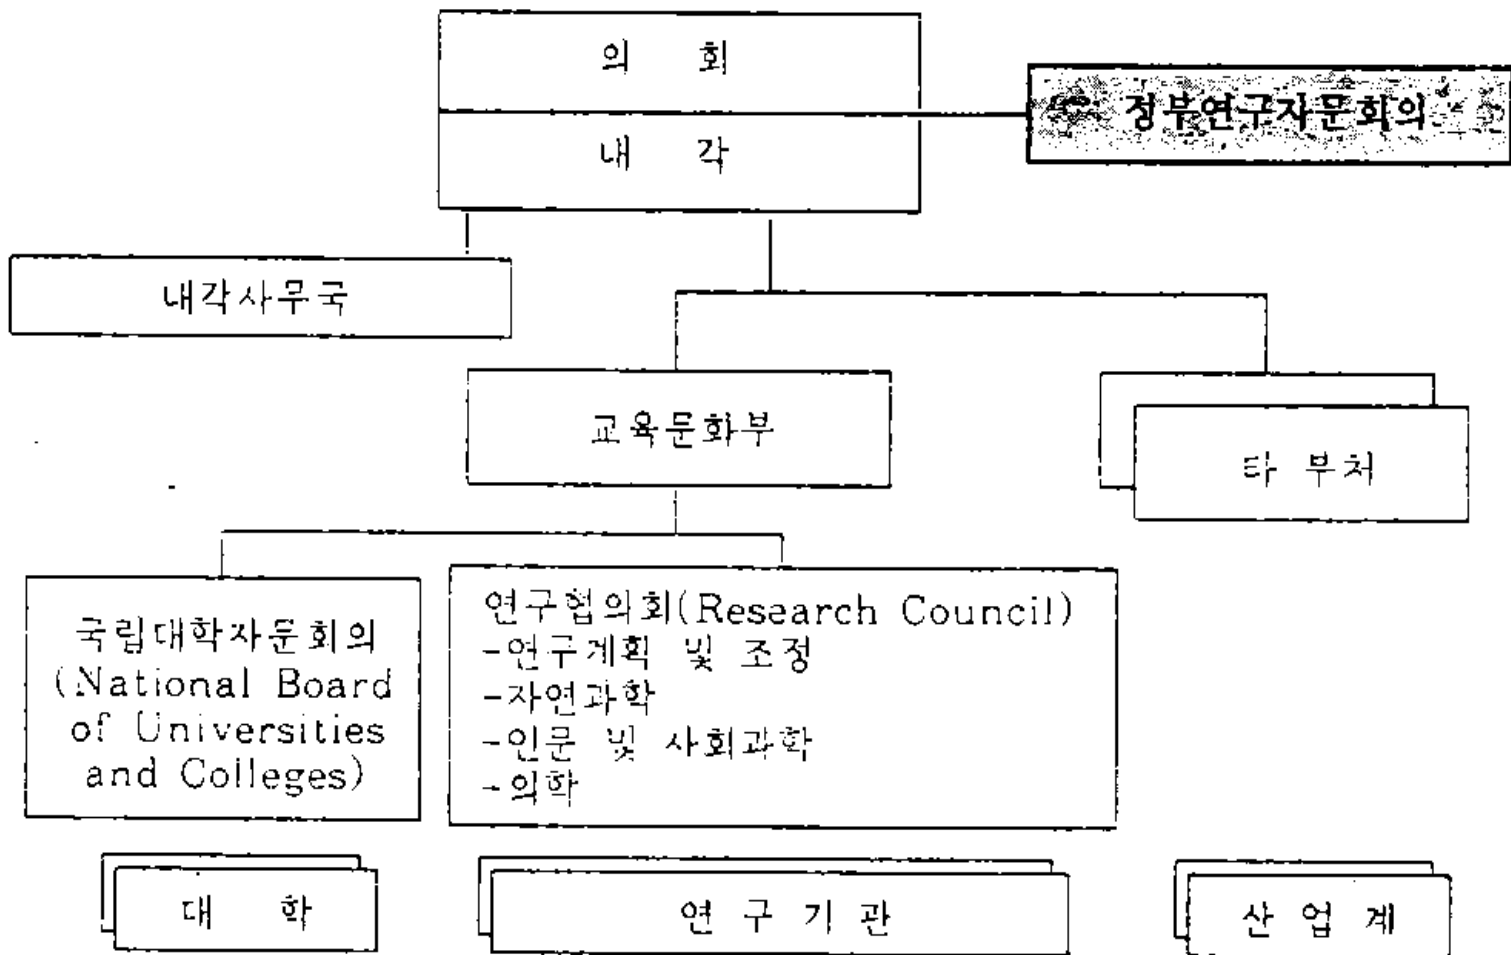 의 회
정부연구자문회의
내 각
내각사무국
교육문화부
타 부처
국립대학자문회의
(National Board
of Universities
and Colleges)
연구협의회(Research Council)
-연구계획 및 조정
-자연과학
-인문 및 사회과학
-의학
대 학
연 구 기 관
산 업 계